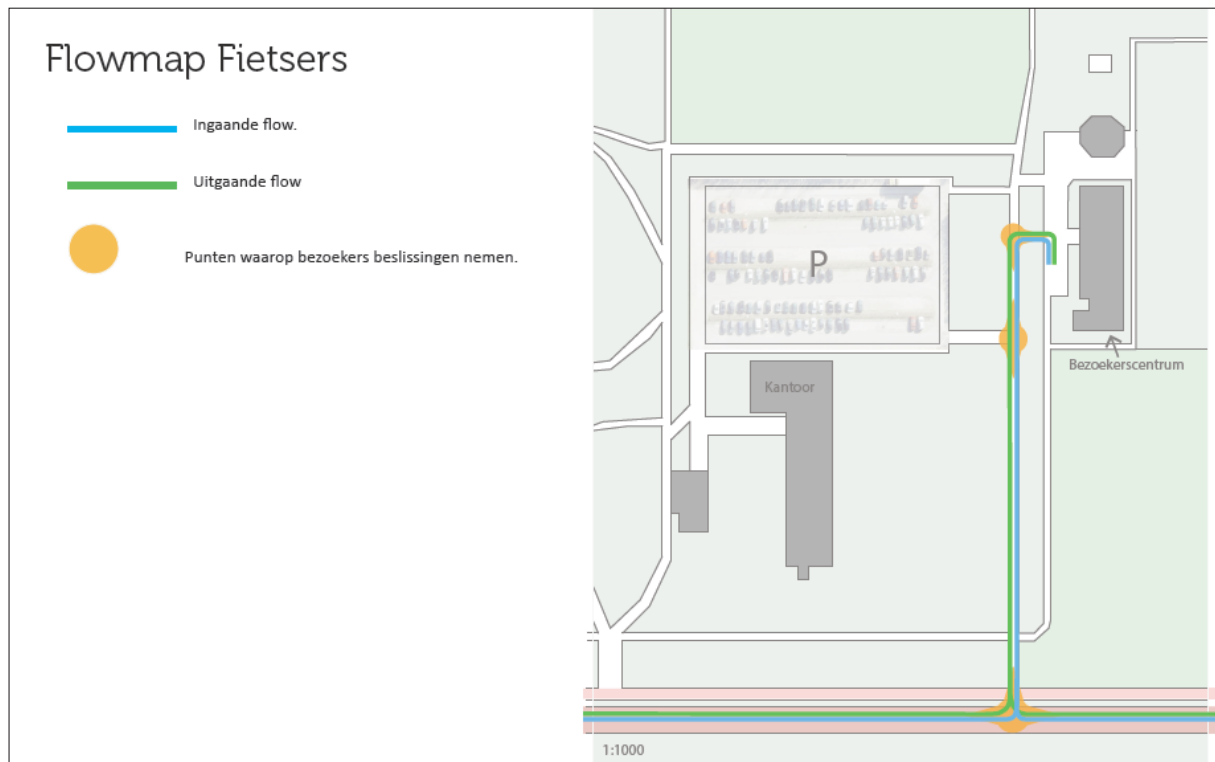 Flowmap Fietsers
Ingaande flow.
Uitgaande flow
Punten waarop bezoekers beslissingen nemen.
P
Bezoekerscentrum
Kantoor
1:1000